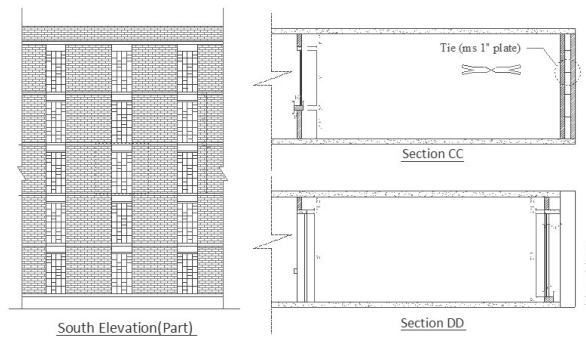 Tie (ms 1" plate)
Section CC
Section DD
South Elevation(Part)